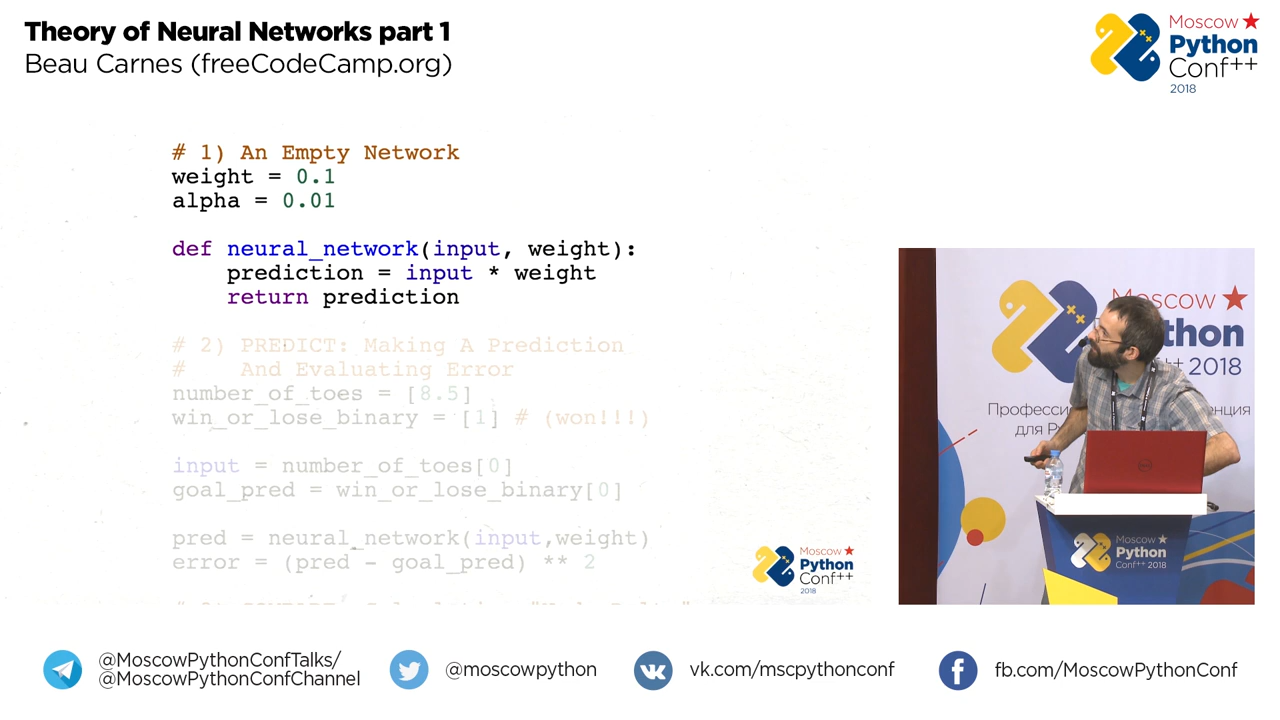 Theory of Neural Networks part 1
Beau Carnes (freeCodeCamp.org)
Moscow
Python
Conf++
2018
# 1) An Empty Network
weight = 0.1
alpha = 0.01
def neural_network(input, weight):
    prediction = input * weight
    return prediction
# 2) PREDICT: Making A Prediction
#    And Evaluating Error
number_of_toes = [8.5]
win_or_lose_binary = [1] # (won!!!)
input = number_of_toes[0]
goal_pred = win_or_lose_binary[0]
pred = neural_network(input,weight)
error = (pred - goal_pred) ** 2
Moscow
Python
Conf++
2018
Moscow
thon
++ 2018
для
Moscow
Python
Conf++ 2018
@MoscowPythonConfTalks/
@MoscowPythonConfChannel
@moscowpython
vk.com/mscpythonconf
fb.com/MoscowPythonConf